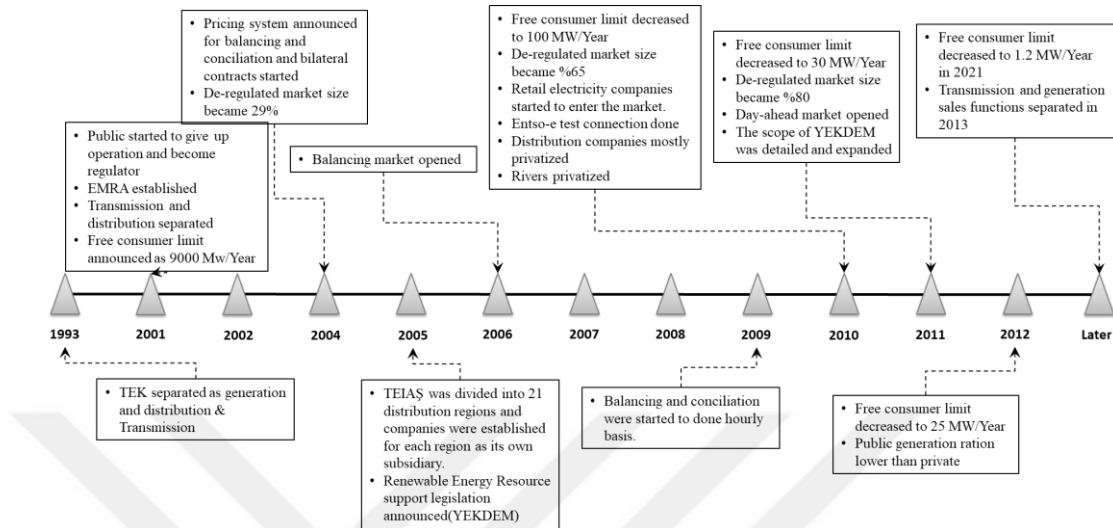 • Pricing system announced
for balancing and
conciliation and bilateral
contracts started
• De-regulated market size
became 29%
• Free consumer limit decreased
to 100 MW/Year
• De-regulated market size
became %65
• Retail electricity companies
started to enter the market.
• Entso-e test connection done
• Distribution companies mostly
privatized
• Rivers privatized
• Free consumer limit
decreased to 30 MW/Year
• De-regulated market size
became %80
• Day-ahead market opened
• The scope of YEKDEM
was detailed and expanded
• Free consumer limit
decreased to 1.2 MW/Year
in 2021
• Transmission and generation
sales functions separated in
2013
• Public started to give up
operation and become
regulator
• EMRA established
• Transmission and
distribution separated
• Free consumer limit
announced as 9000 Mw/Year
• Balancing market opened
1993
2001
2002
2004
2005
2006
2007
2008
2009
2010
2011
2012
Later
• TEK separated as generation
and distribution &
Transmission
• TEIAŞ was divided into 21
distribution regions and
companies were established
for each region as its own
subsidiary.
• Renewable Energy Resource
support legislation
announced(YEKDEM)
• Balancing and conciliation
were started to done hourly
basis.
• Free consumer limit
decreased to 25 MW/Year
• Public generation ration
lower than private